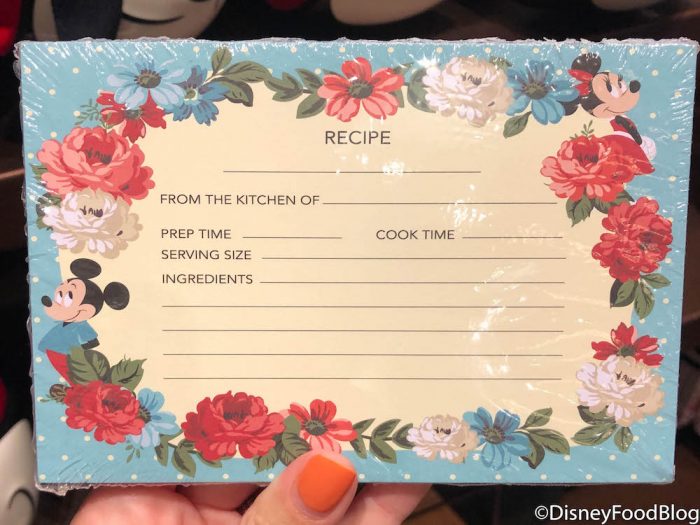 RECIPE
FROM THE KITCHEN OF
PREP TIME COOK TIME
SERVING SIZE
INGREDIENTS
©DisneyFoodBlog